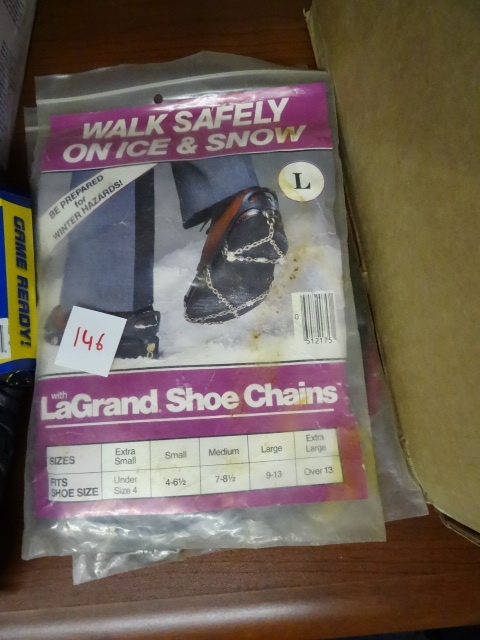 WALK SAFELY
ON ICE & SNOW
BE PREPARED
for
WINTER HAZARDS!
L
GAME READY!
146
0
512175
with
LaGrand Shoe Chains
SIZES Extra Small Small Medium Large Extra Large
FITS SHOE SIZE Under Size 4 4-6½ 7-8½ 9-13 Over 13